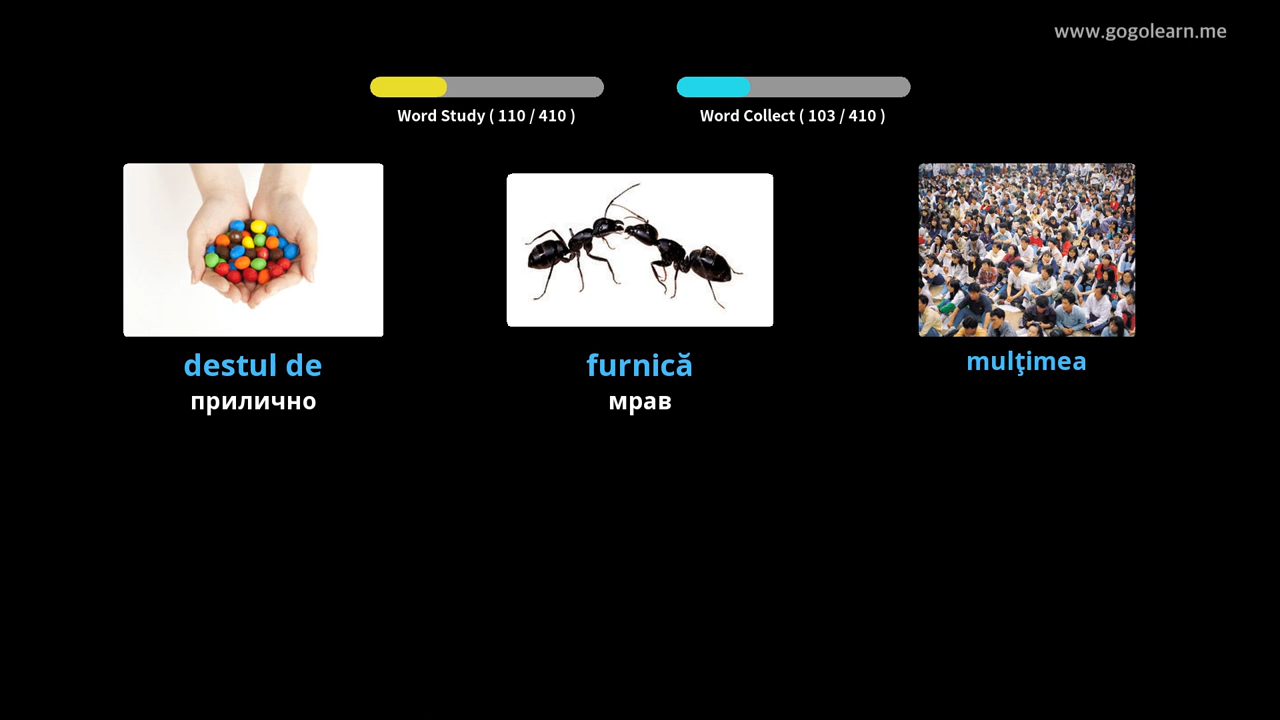 www.gogolearn.me
Word Study ( 110 / 410 )
Word Collect ( 103 / 410 )
destul de
прилично
furnică
мрав
mulţimea